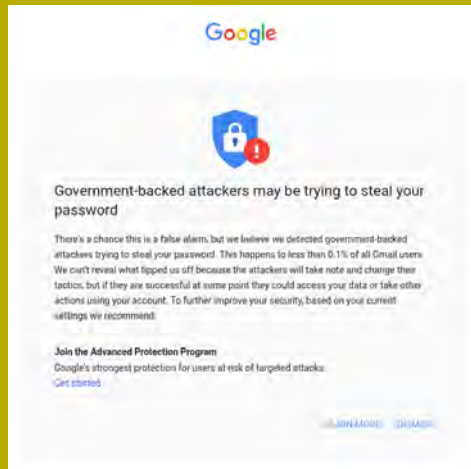 Google
Government-backed attackers may be trying to steal your
password
There's a chance this is a false alarm, but we believe we detected government-backed
attackers trying to steal your password. This happens to less than 0.1% of all Gmail users.
We can't reveal what tipped us off because the attackers will take note and change their
tactics, but if they are successful at some point they could access your data or take other
actions using your account. To further improve your security, based on your current
settings we recommend:
Join the Advanced Protection Program
Google's strongest protection for users at risk of targeted attacks.
Get started
LEARN MORE DISMISS